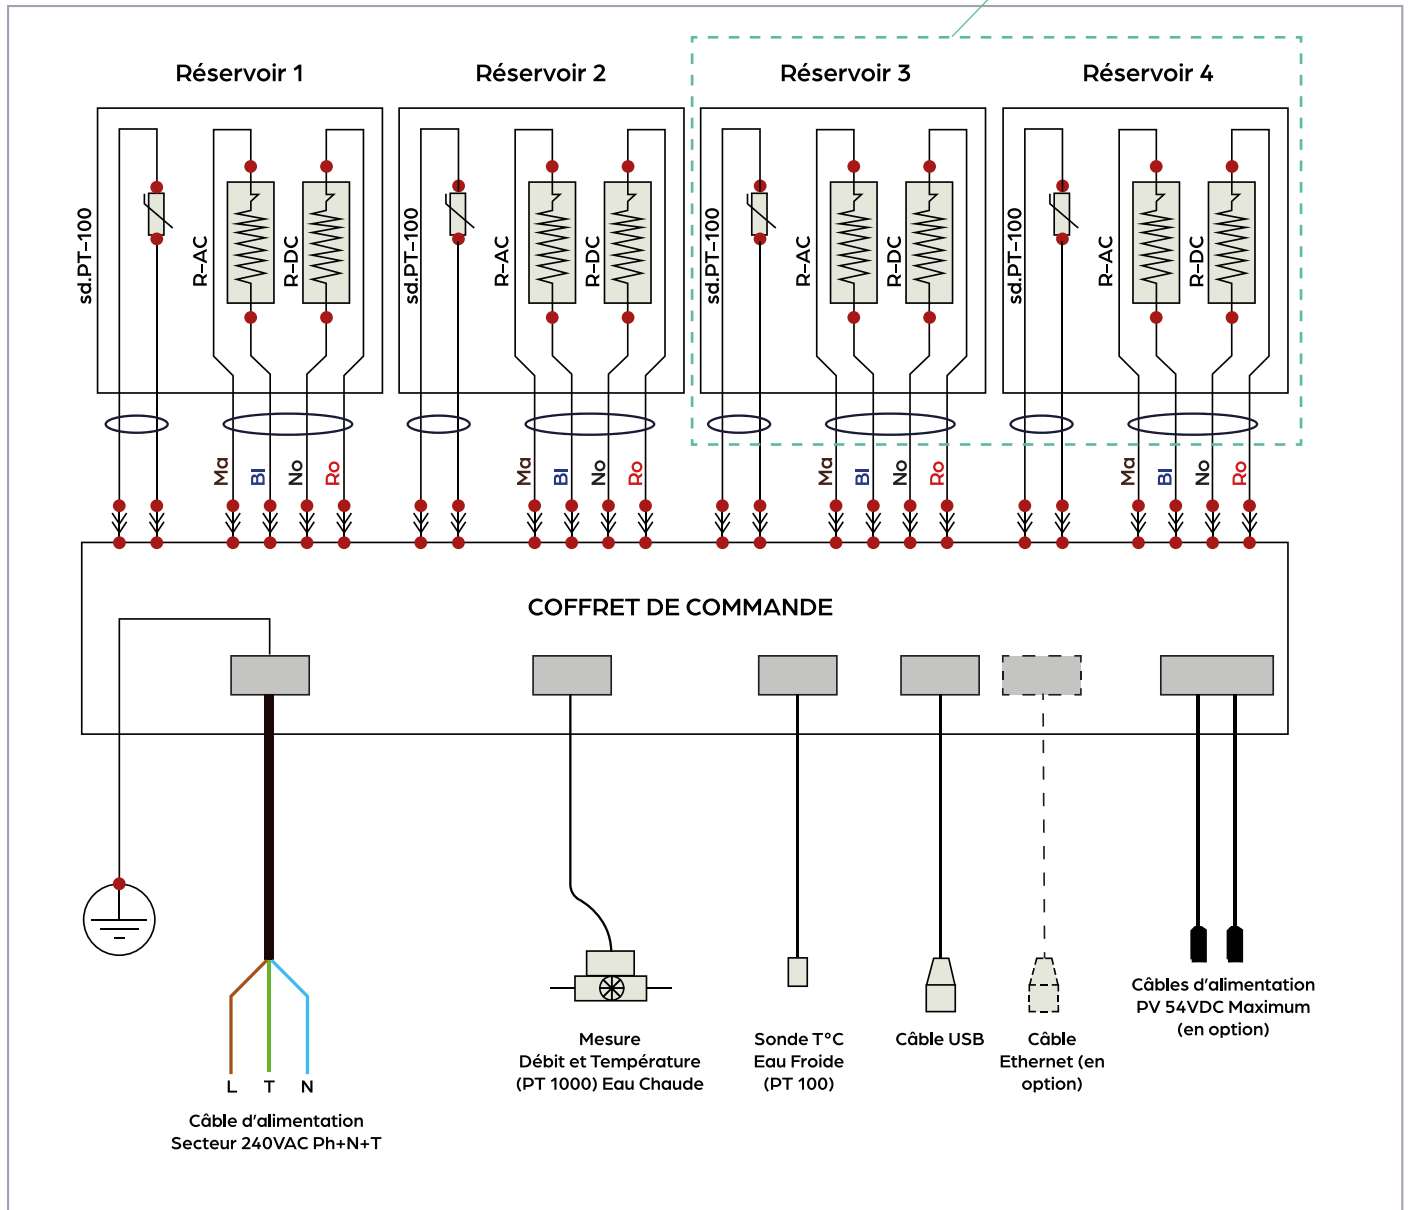 Réservoir 1
Réservoir 2
Réservoir 3
Réservoir 4
sd.PT-100
R-AC
R-DC
sd.PT-100
R-AC
R-DC
sd.PT-100
R-AC
R-DC
sd.PT-100
R-AC
R-DC
Ma
Bl
No
Ro
Ma
Bl
No
Ro
Ma
Bl
No
Ro
Ma
Bl
No
Ro
COFFRET DE COMMANDE
L T N
Câble d'alimentation
Secteur 240VAC Ph+N+T
Mesure
Débit et Température
(PT 1000) Eau Chaude
Sonde T°C
Eau Froide
(PT 100)
Câble USB
Câble
Ethernet (en
option)
Câbles d'alimentation
PV 54VDC Maximum
(en option)